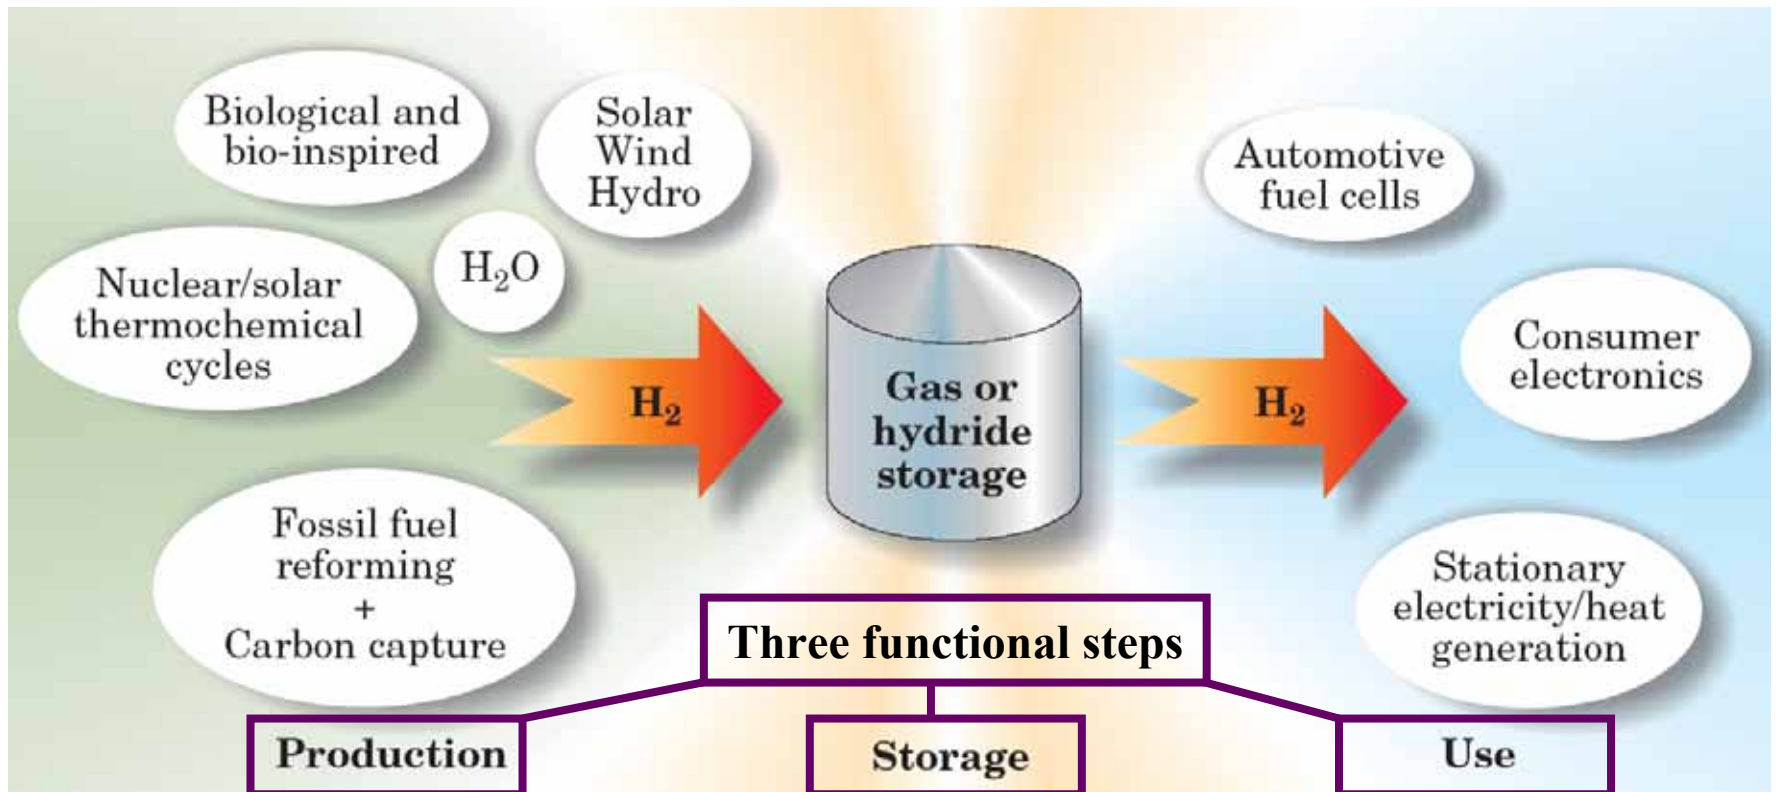 Biological and
bio-inspired
Solar
Wind
Hydro
H₂O
Nuclear/solar
thermochemical
cycles
H₂
Fossil fuel
reforming
+
Carbon capture
Gas or
hydride
storage
H₂
Automotive
fuel cells
Consumer
electronics
Stationary
electricity/heat
generation
Three functional steps
Production
Storage
Use